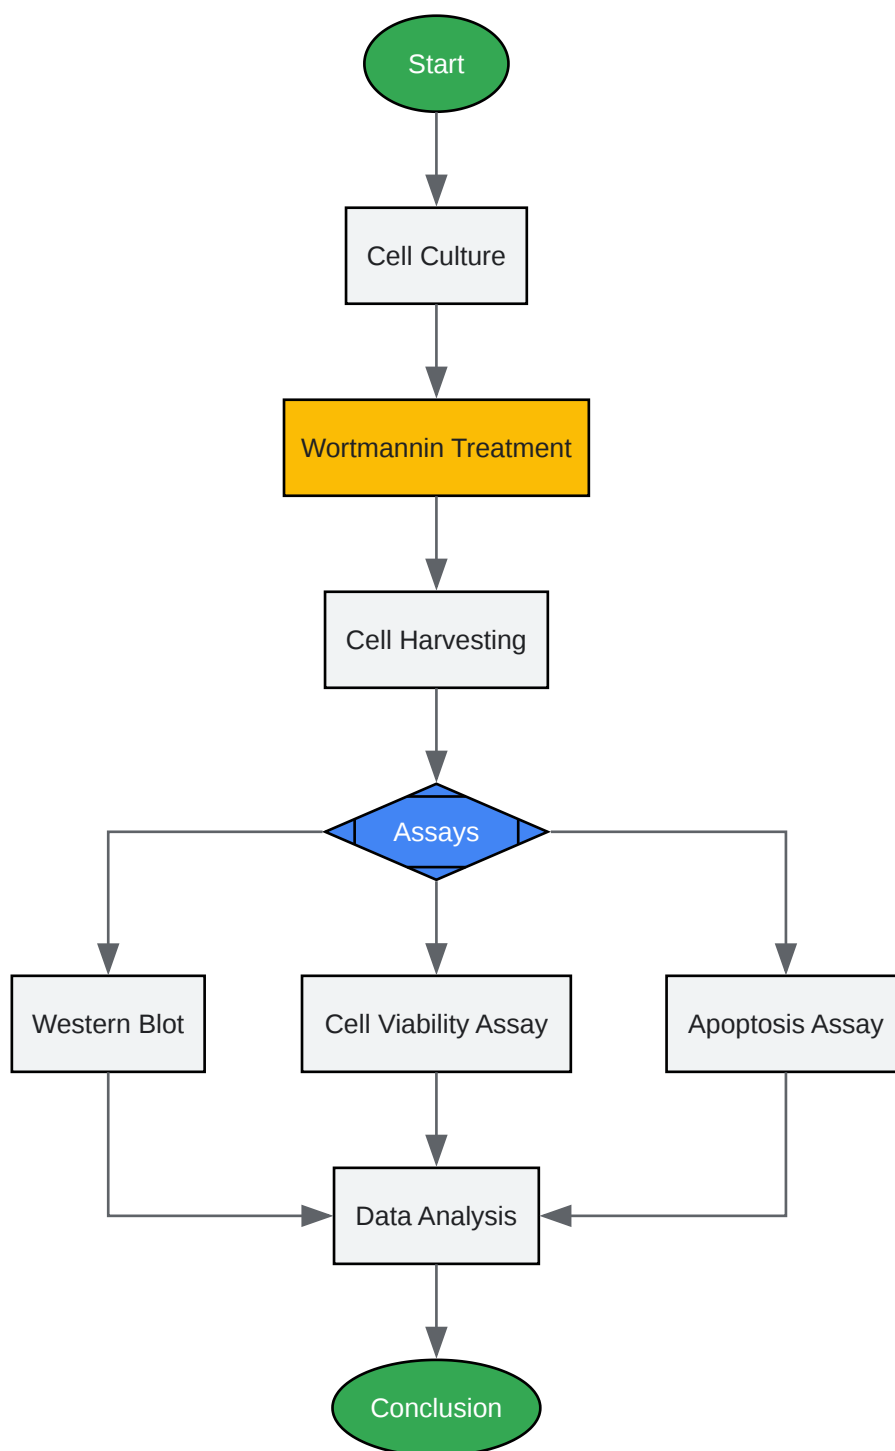 Start
Cell Culture
Wortmannin Treatment
Cell Harvesting
Assays
Western Blot
Cell Viability Assay
Apoptosis Assay
Data Analysis
Conclusion